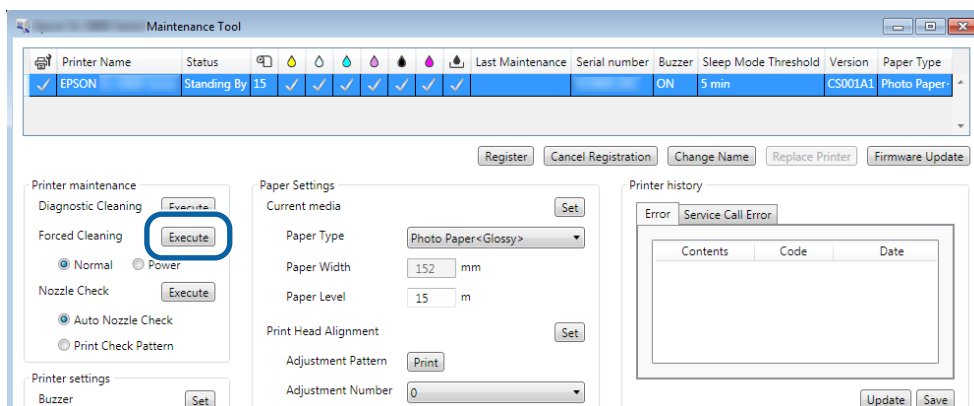 Maintenance Tool
Printer Name Status Last Maintenance Serial number Buzzer Sleep Mode Threshold Version Paper Type
EPSON Standing By 15 ON 5 min CS001A1 Photo Paper
Register Cancel Registration Change Name Replace Printer Firmware Update
Printer maintenance Paper Settings Printer history
Diagnostic Cleaning Execute Current media Set Error Service Call Error
Forced Cleaning Execute Paper Type Photo Paper<Glossy> Contents Code Date
Normal Power Paper Width 152 mm
Nozzle Check Execute Paper Level 15 m
Auto Nozzle Check Print Head Alignment Set
Print Check Pattern Adjustment Pattern Print
Printer settings Adjustment Number 0
Buzzer Set Update Save